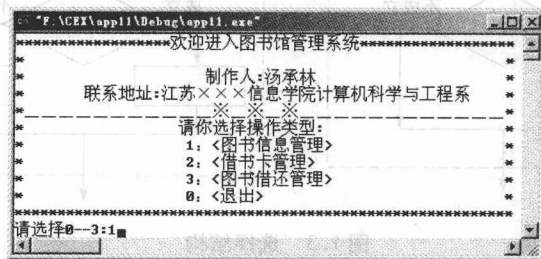 "F:\CEX\app11\Debug\app11.exe"
******************欢迎进入图书馆管理系统******************
* *
* 制作人:汤承林 *
* 联系地址:江苏×××信息学院计算机科学与工程系 *
* ※ ※ ※ *
* 请你选择操作类型: *
* 1: <图书信息管理> *
* 2: <借书卡管理> *
* 3: <图书借还管理> *
* 0: <退出> *
************************************************************
请选择0--3:1